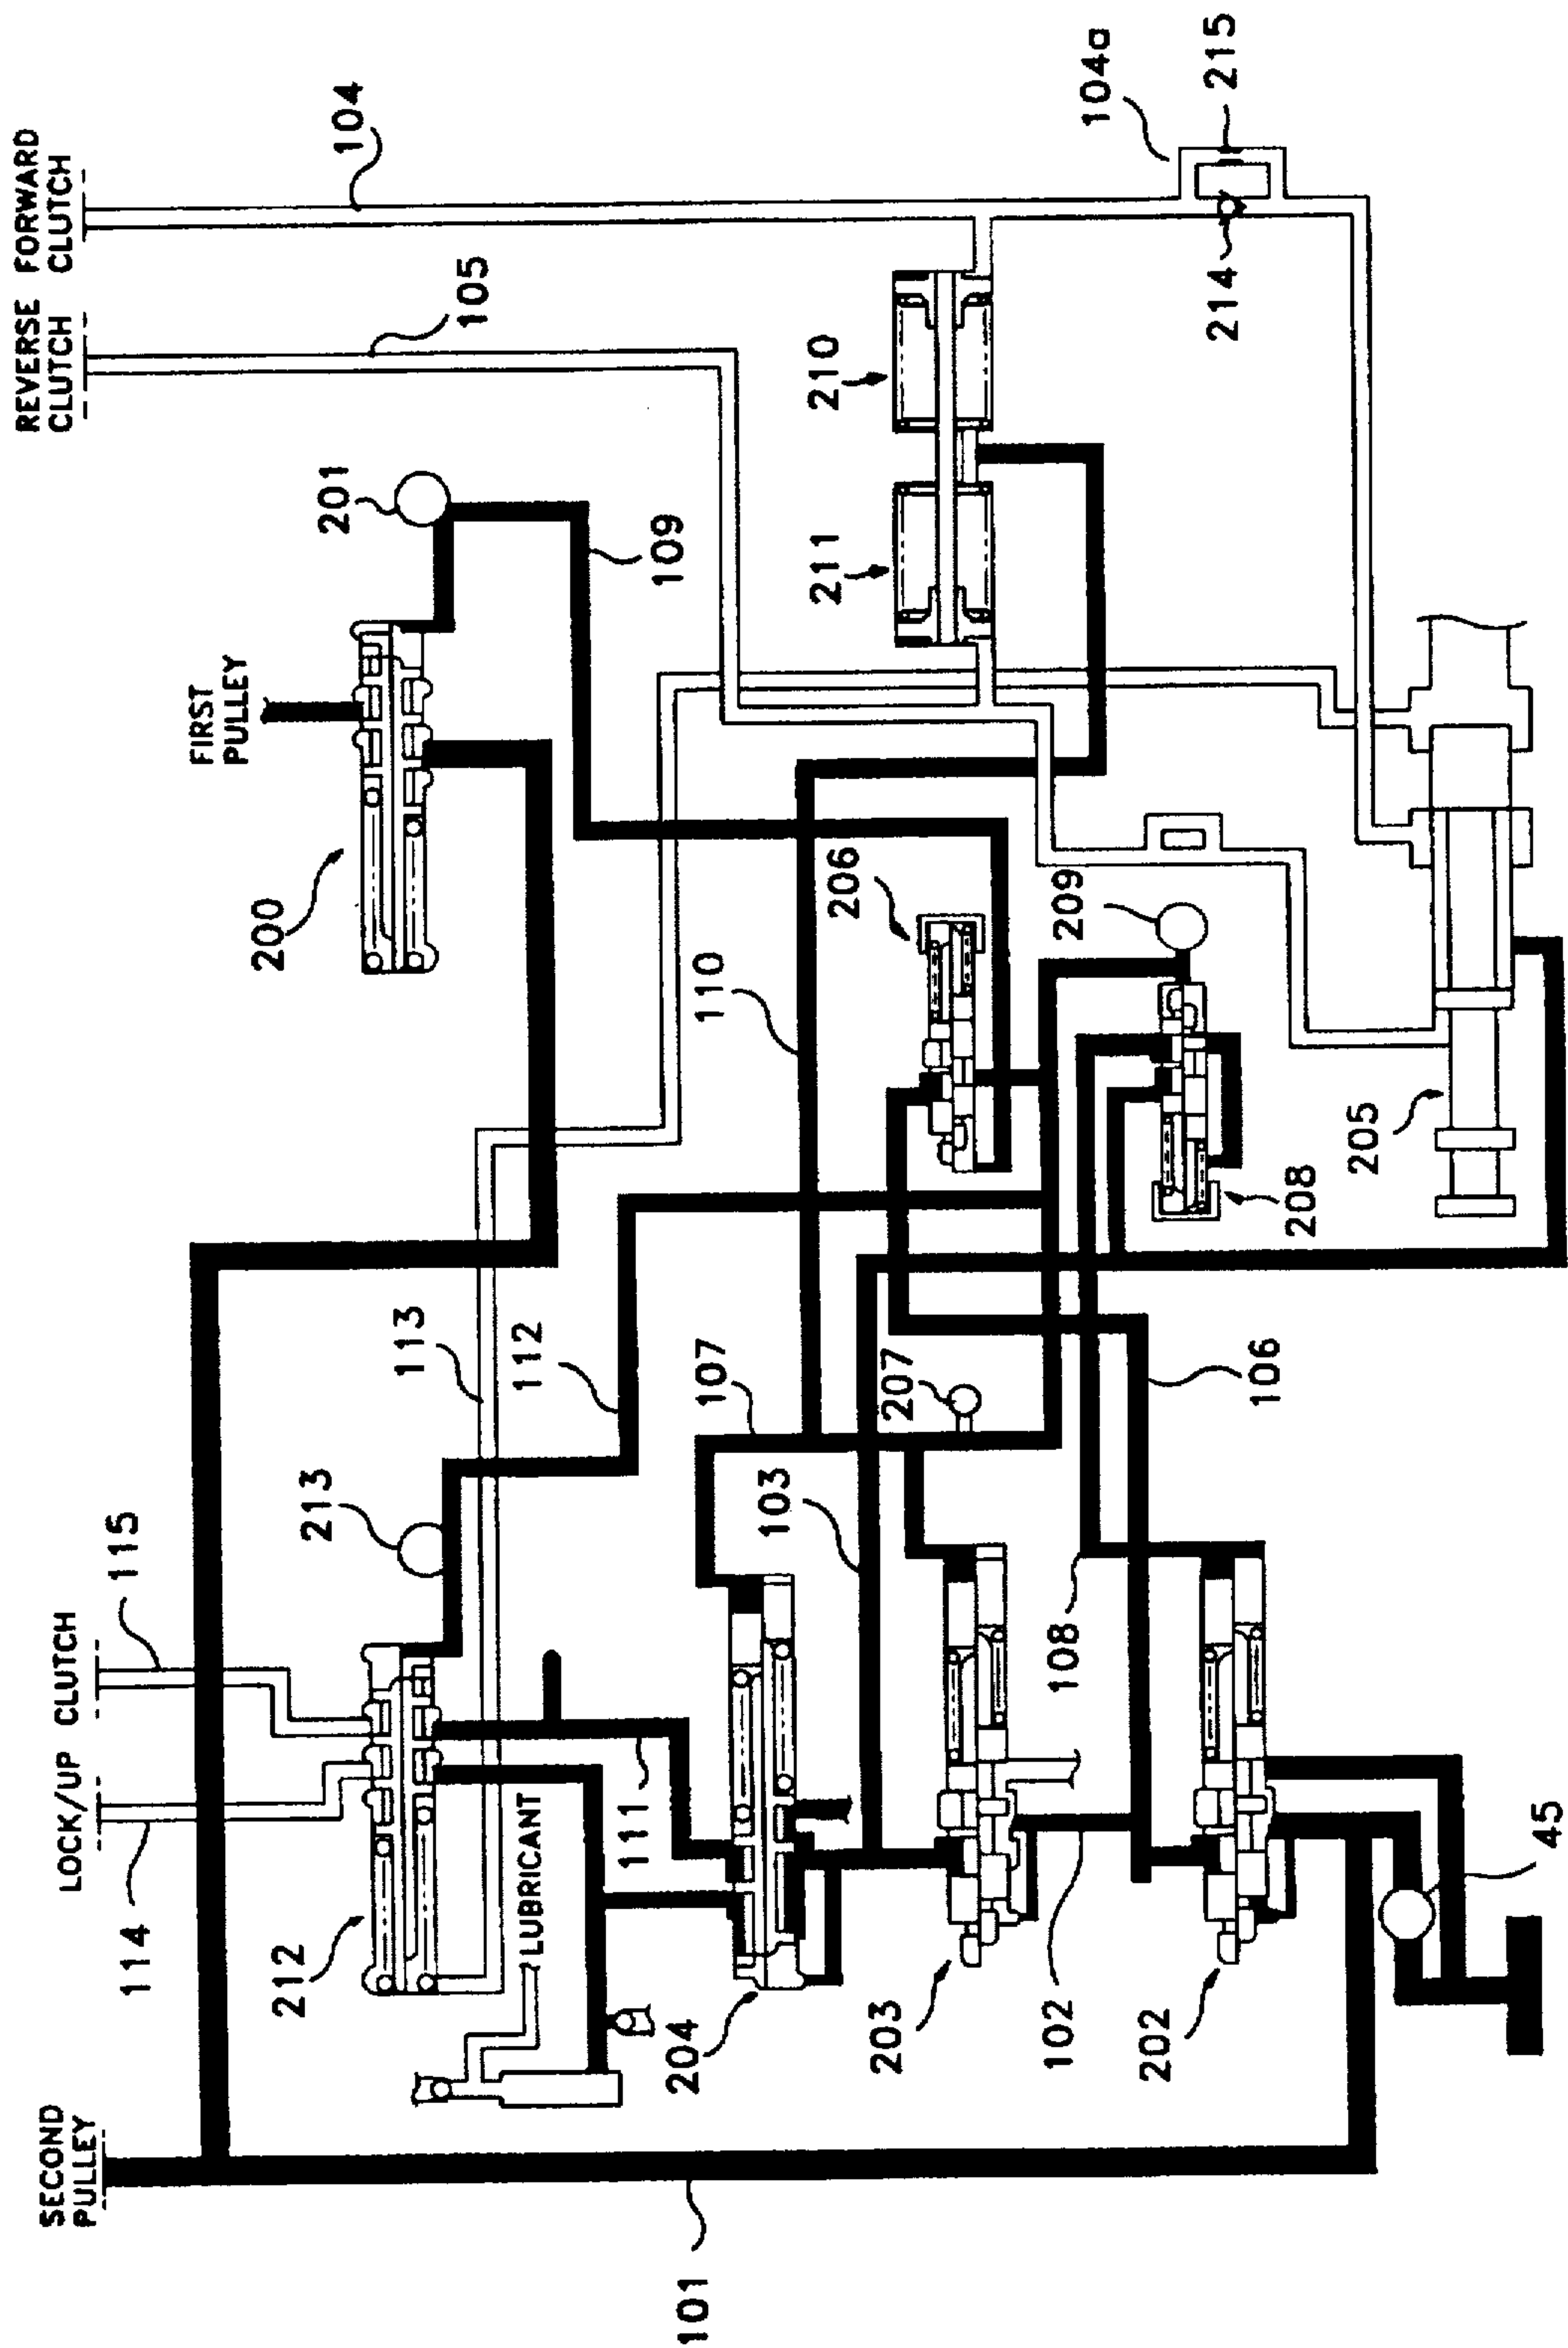 SECOND
PULLEY
LOCK/UP CLUTCH
FIRST
PULLEY
REVERSE
CLUTCH
FORWARD
CLUTCH
114
115
212
213
113
112
200
201
109
105
104
LUBRICANT
111
101
204
103
107
207
110
206
211
210
104a
215
214
209
208
205
106
108
203
102
202
45